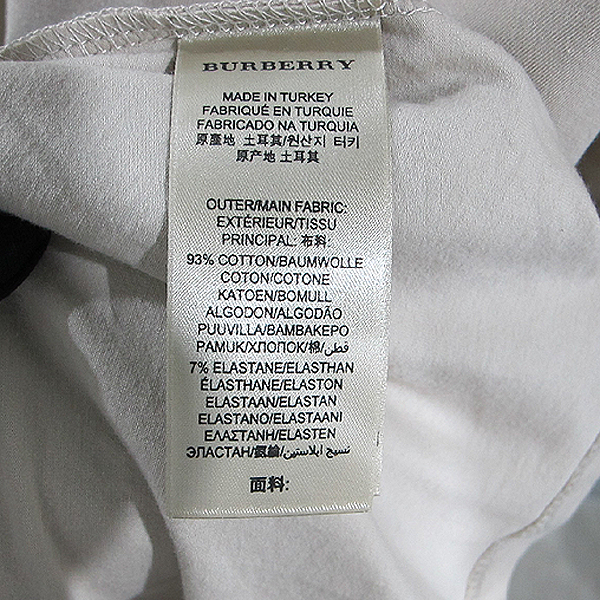 BURBERRY
MADE IN TURKEY
FABRIQUÉ EN TURQUIE
FABRICADO NA TURQUIA
原產地 土耳其/원산지 터키
原产地 土耳其
OUTER/MAIN FABRIC:
EXTÉRIEUR/TISSU
PRINCIPAL: 布料:
93% COTTON/BAUMWOLLE
COTON/COTONE
KATOEN/BOMULL
ALGODON/ALGODÃO
PUUVILLA/ΒΑΜΒΑΚΕΡΟ
PAMUK/ХЛОПОК/棉/قطن
7% ELASTANE/ELASTHAN
ÉLASTHANE/ELASTON
ELASTAAN/ELASTAN
ELASTANO/ELASTAANI
ΕΛΑΣΤΑΝΗ/ELASTEN
ЭЛАСТАН/氨綸/نسيج ايلاستين/
面料: